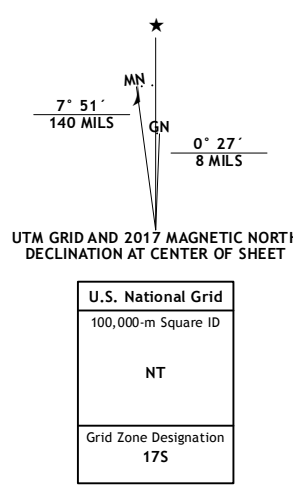 ★
MN
GN
7° 51´
140 MILS
0° 27´
8 MILS
UTM GRID AND 2017 MAGNETIC NORTH
DECLINATION AT CENTER OF SHEET
U.S. National Grid
100,000-m Square ID
NT
Grid Zone Designation
17S